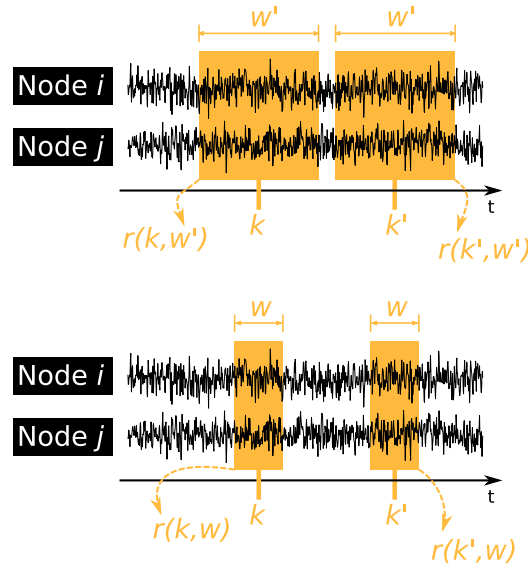 w' w'
Node i
Node j
t
k k'
r(k,w') r(k',w')
w w
Node i
Node j
t
k k'
r(k,w) r(k',w)